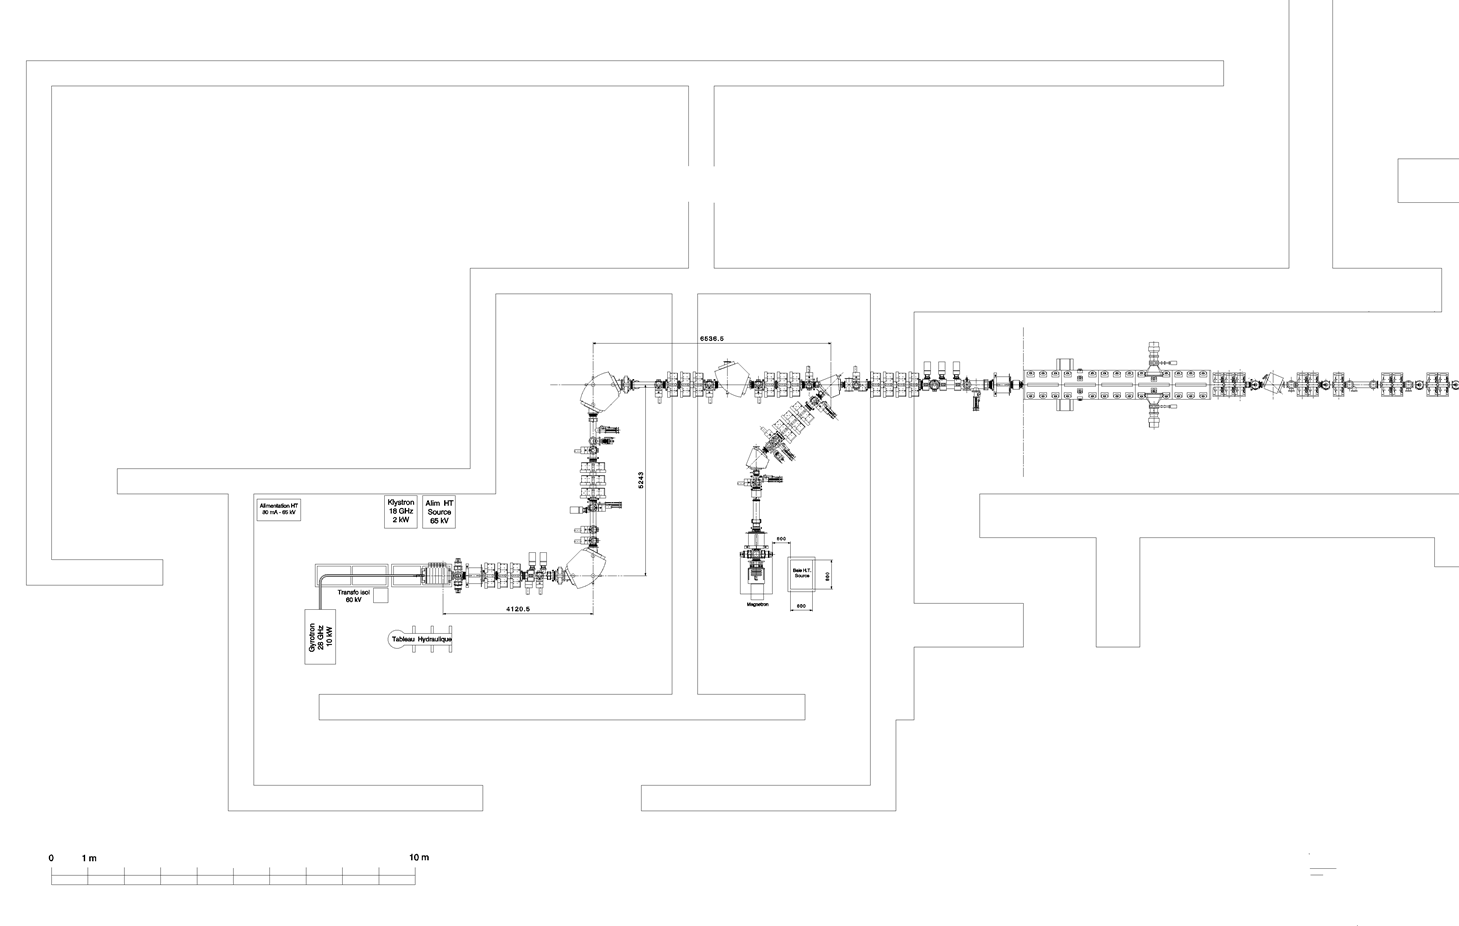 6536.5
5243
Alimentation HT
80 mA - 65 kV
Klystron
18 GHz
2 kW
Alim HT
Source
65 kV
800
Baie H.T.
Source
880
800
Magnetron
Transfo isol
60 kV
4120.5
Gyrotron
28 GHz
10 kW
Tableau Hydraulique
0 1 m 10 m